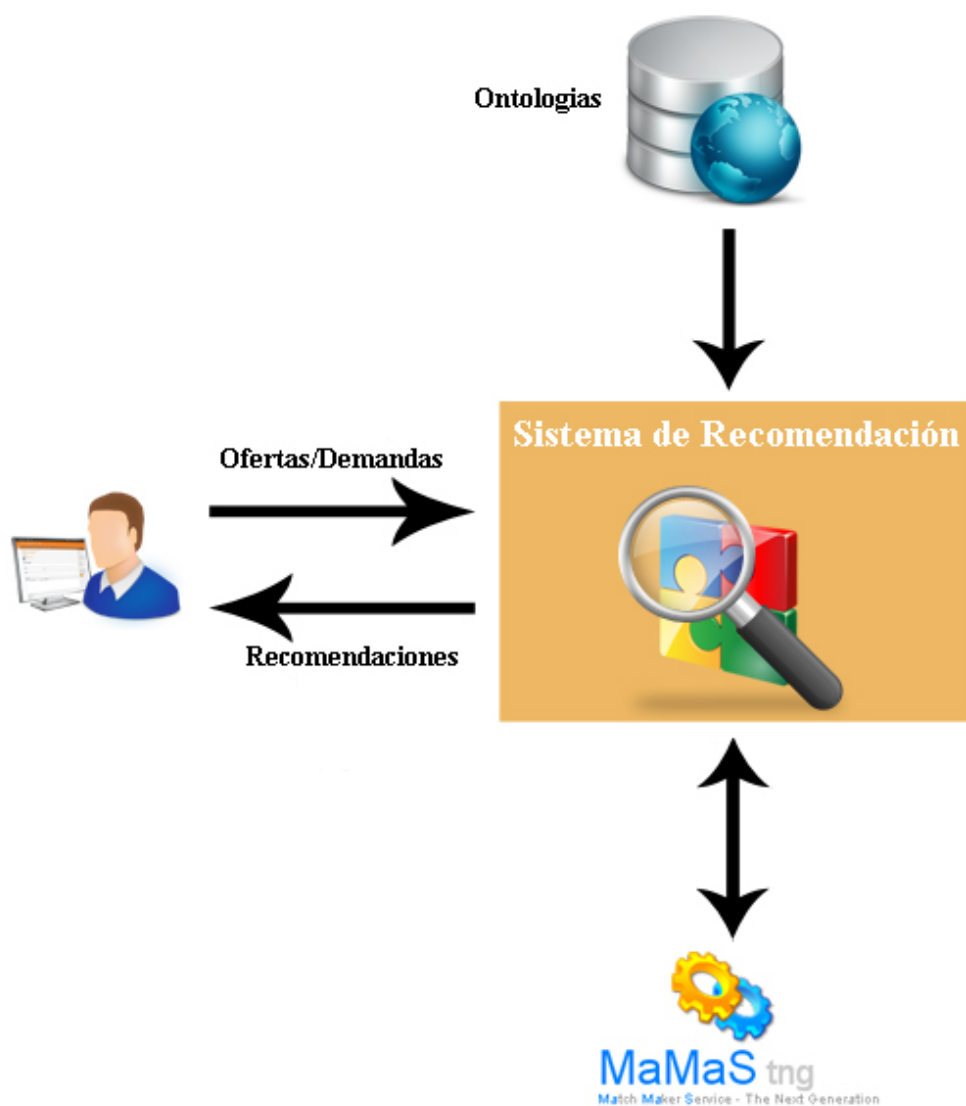 Ontologias
Sistema de Recomendación
Ofertas/Demandas
Recomendaciones
MaMaS tng
Match Maker Service - The Next Generation